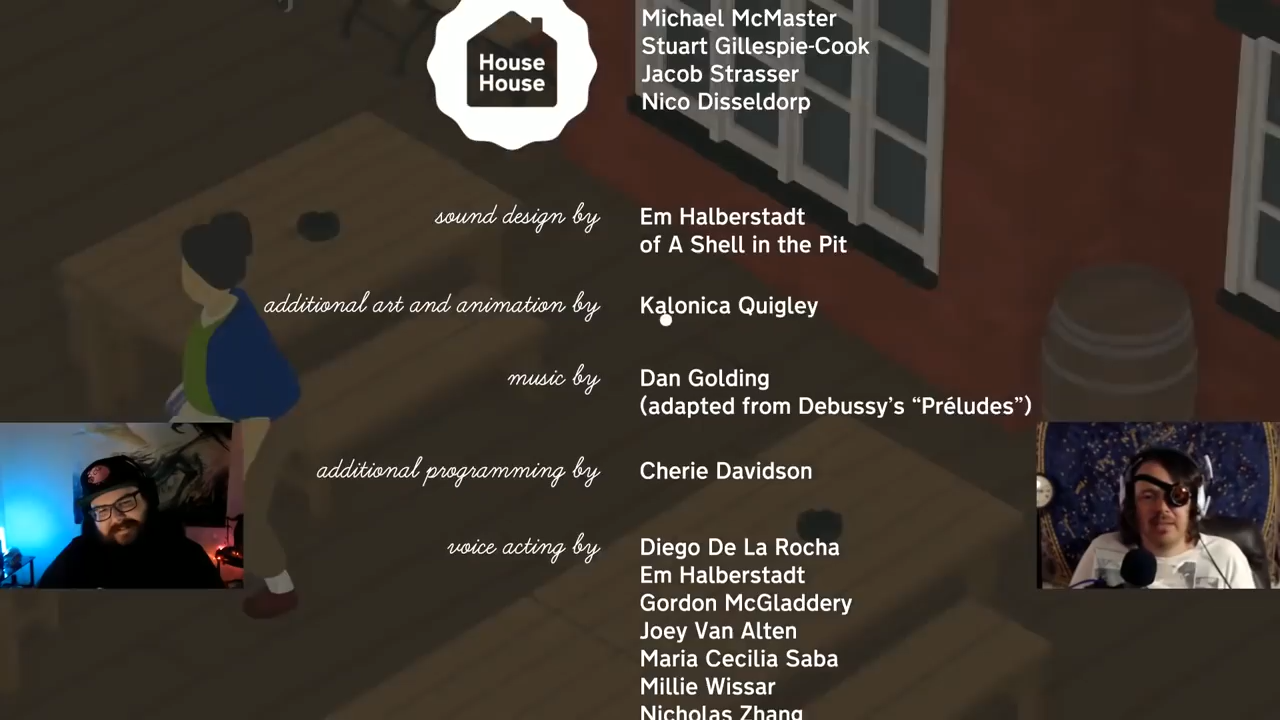 House
House
Michael McMaster
Stuart Gillespie-Cook
Jacob Strasser
Nico Disseldorp
sound design by
Em Halberstadt
of A Shell in the Pit
additional art and animation by
Kalonica Quigley
music by
Dan Golding
(adapted from Debussy's “Préludes”)
additional programming by
Cherie Davidson
voice acting by
Diego De La Rocha
Em Halberstadt
Gordon McGladdery
Joey Van Alten
Maria Cecilia Saba
Millie Wissar
Nicholas Zhang